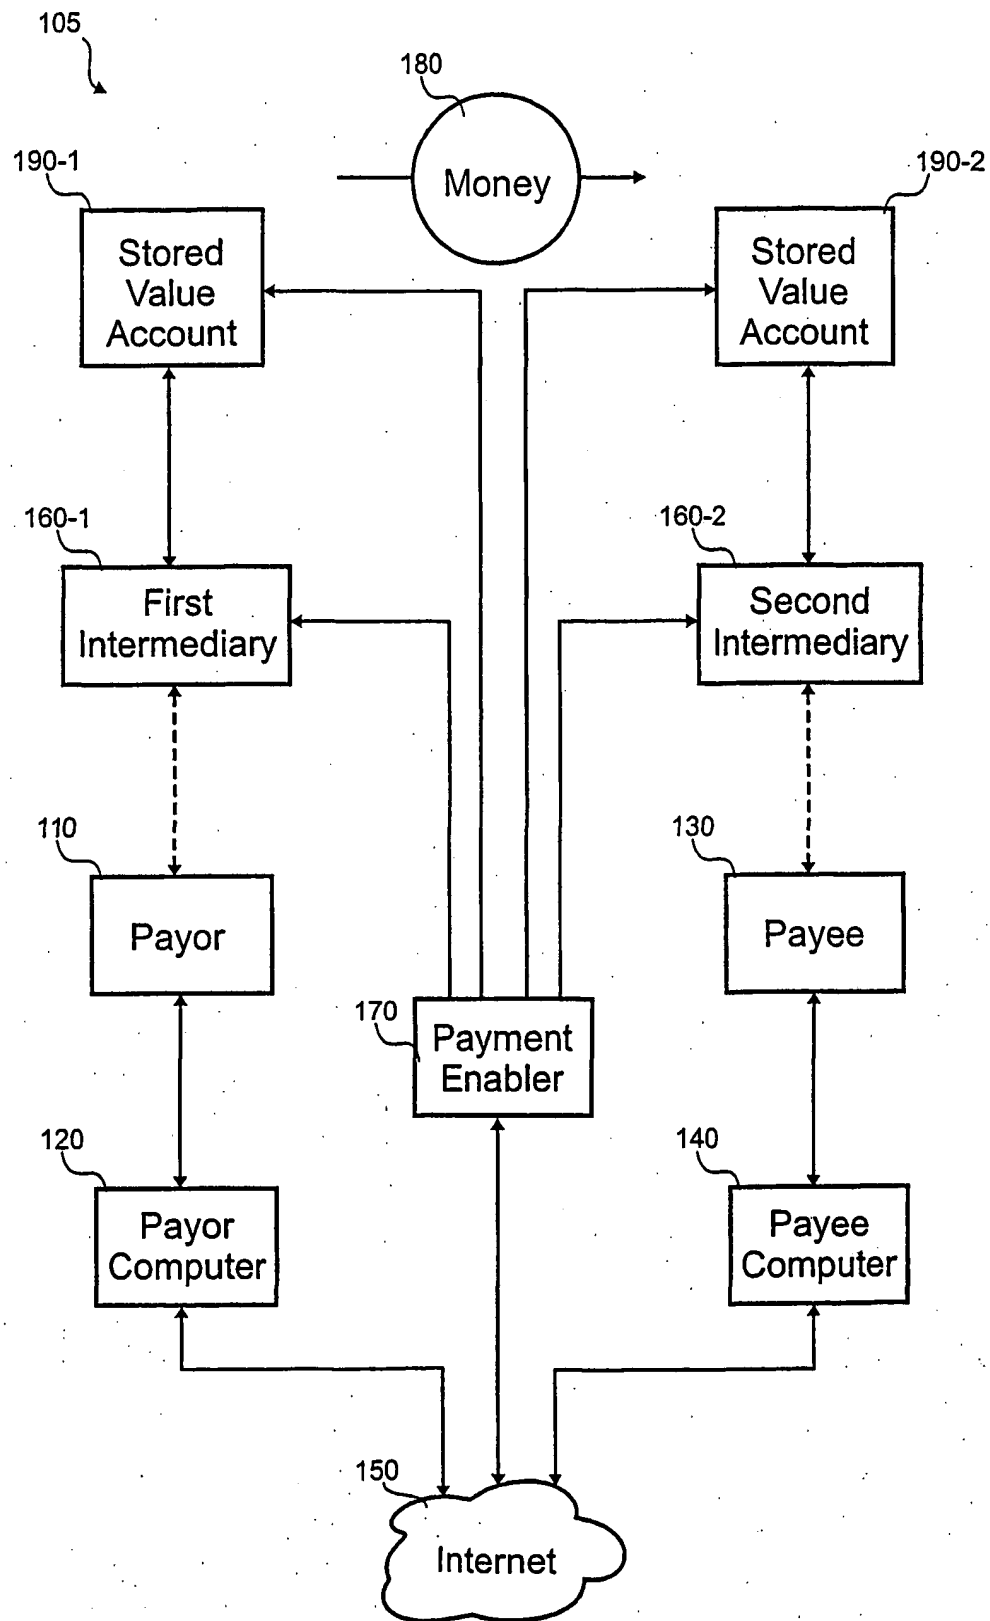 105
180
190-1
190-2
Money
Stored
Value
Account
Stored
Value
Account
160-1
160-2
First
Intermediary
Second
Intermediary
110
130
Payor
Payee
170
Payment
Enabler
120
140
Payor
Computer
Payee
Computer
150
Internet